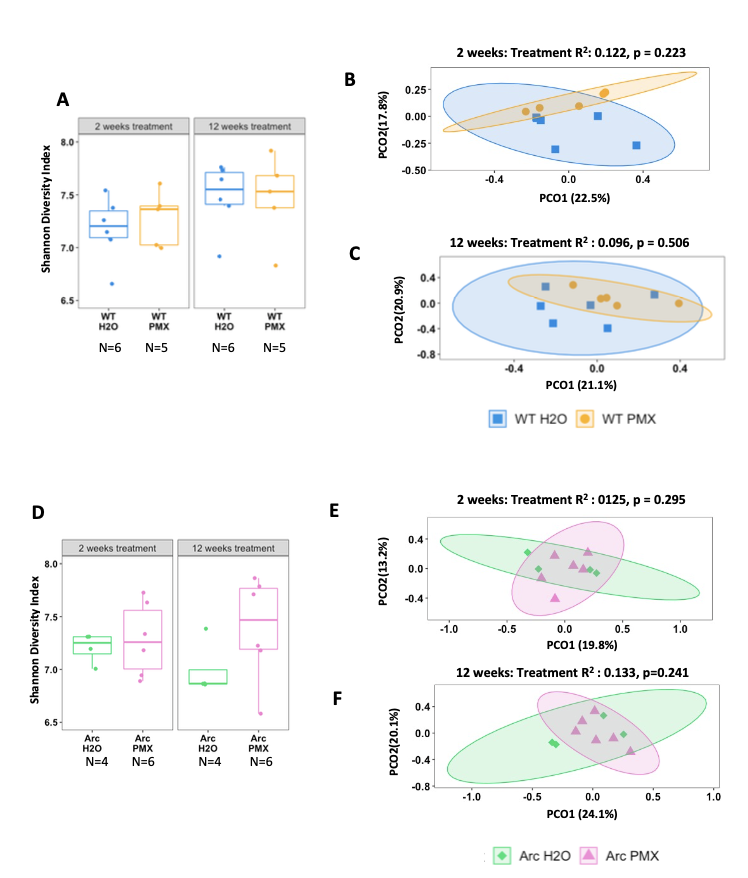 A
2 weeks treatment
12 weeks treatment
Shannon Diversity Index
8.0
7.5
7.0
6.5
WT
H2O
WT
PMX
WT
H2O
WT
PMX
N=6
N=5
N=6
N=5
B
2 weeks: Treatment R²: 0.122, p = 0.223
PCO2(17.8%)
0.25
0.00
-0.25
-0.50
-0.4
0.0
0.4
PCO1 (22.5%)
C
12 weeks: Treatment R² : 0.096, p = 0.506
PCO2(20.9%)
0.4
0.0
-0.4
-0.8
-0.4
0.0
0.4
PCO1 (21.1%)
WT H2O
WT PMX
D
2 weeks treatment
12 weeks treatment
Shannon Diversity Index
8.0
7.5
7.0
6.5
Arc
H2O
Arc
PMX
Arc
H2O
Arc
PMX
N=4
N=6
N=4
N=6
E
2 weeks: Treatment R² : 0125, p = 0.295
PCO2(13.2%)
0.4
0.0
-0.4
-1.0
-0.5
0.0
0.5
1.0
PCO1 (19.8%)
F
12 weeks: Treatment R² : 0.133, p=0.241
PCO2(20.1%)
0.4
0.0
-0.4
-0.8
-1.0
-0.5
0.0
0.5
1.0
PCO1 (24.1%)
Arc H2O
Arc PMX